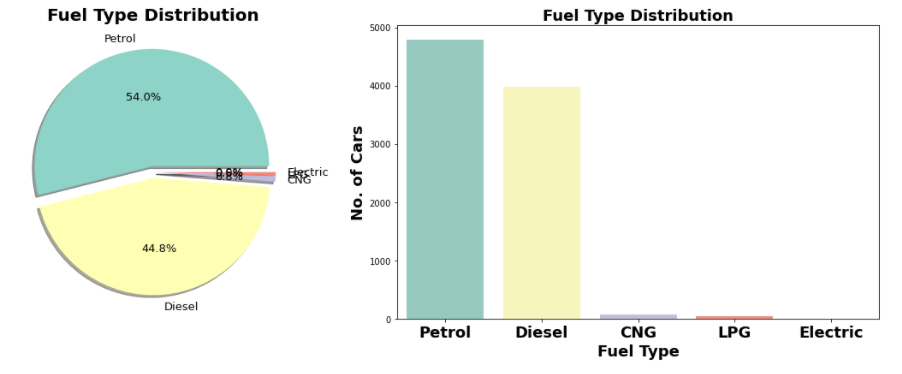 Fuel Type Distribution
Petrol
54.0%
Electric
CNG
44.8%
Diesel
Fuel Type Distribution
No. of Cars
5000
4000
3000
2000
1000
0
Petrol Diesel CNG LPG Electric
Fuel Type